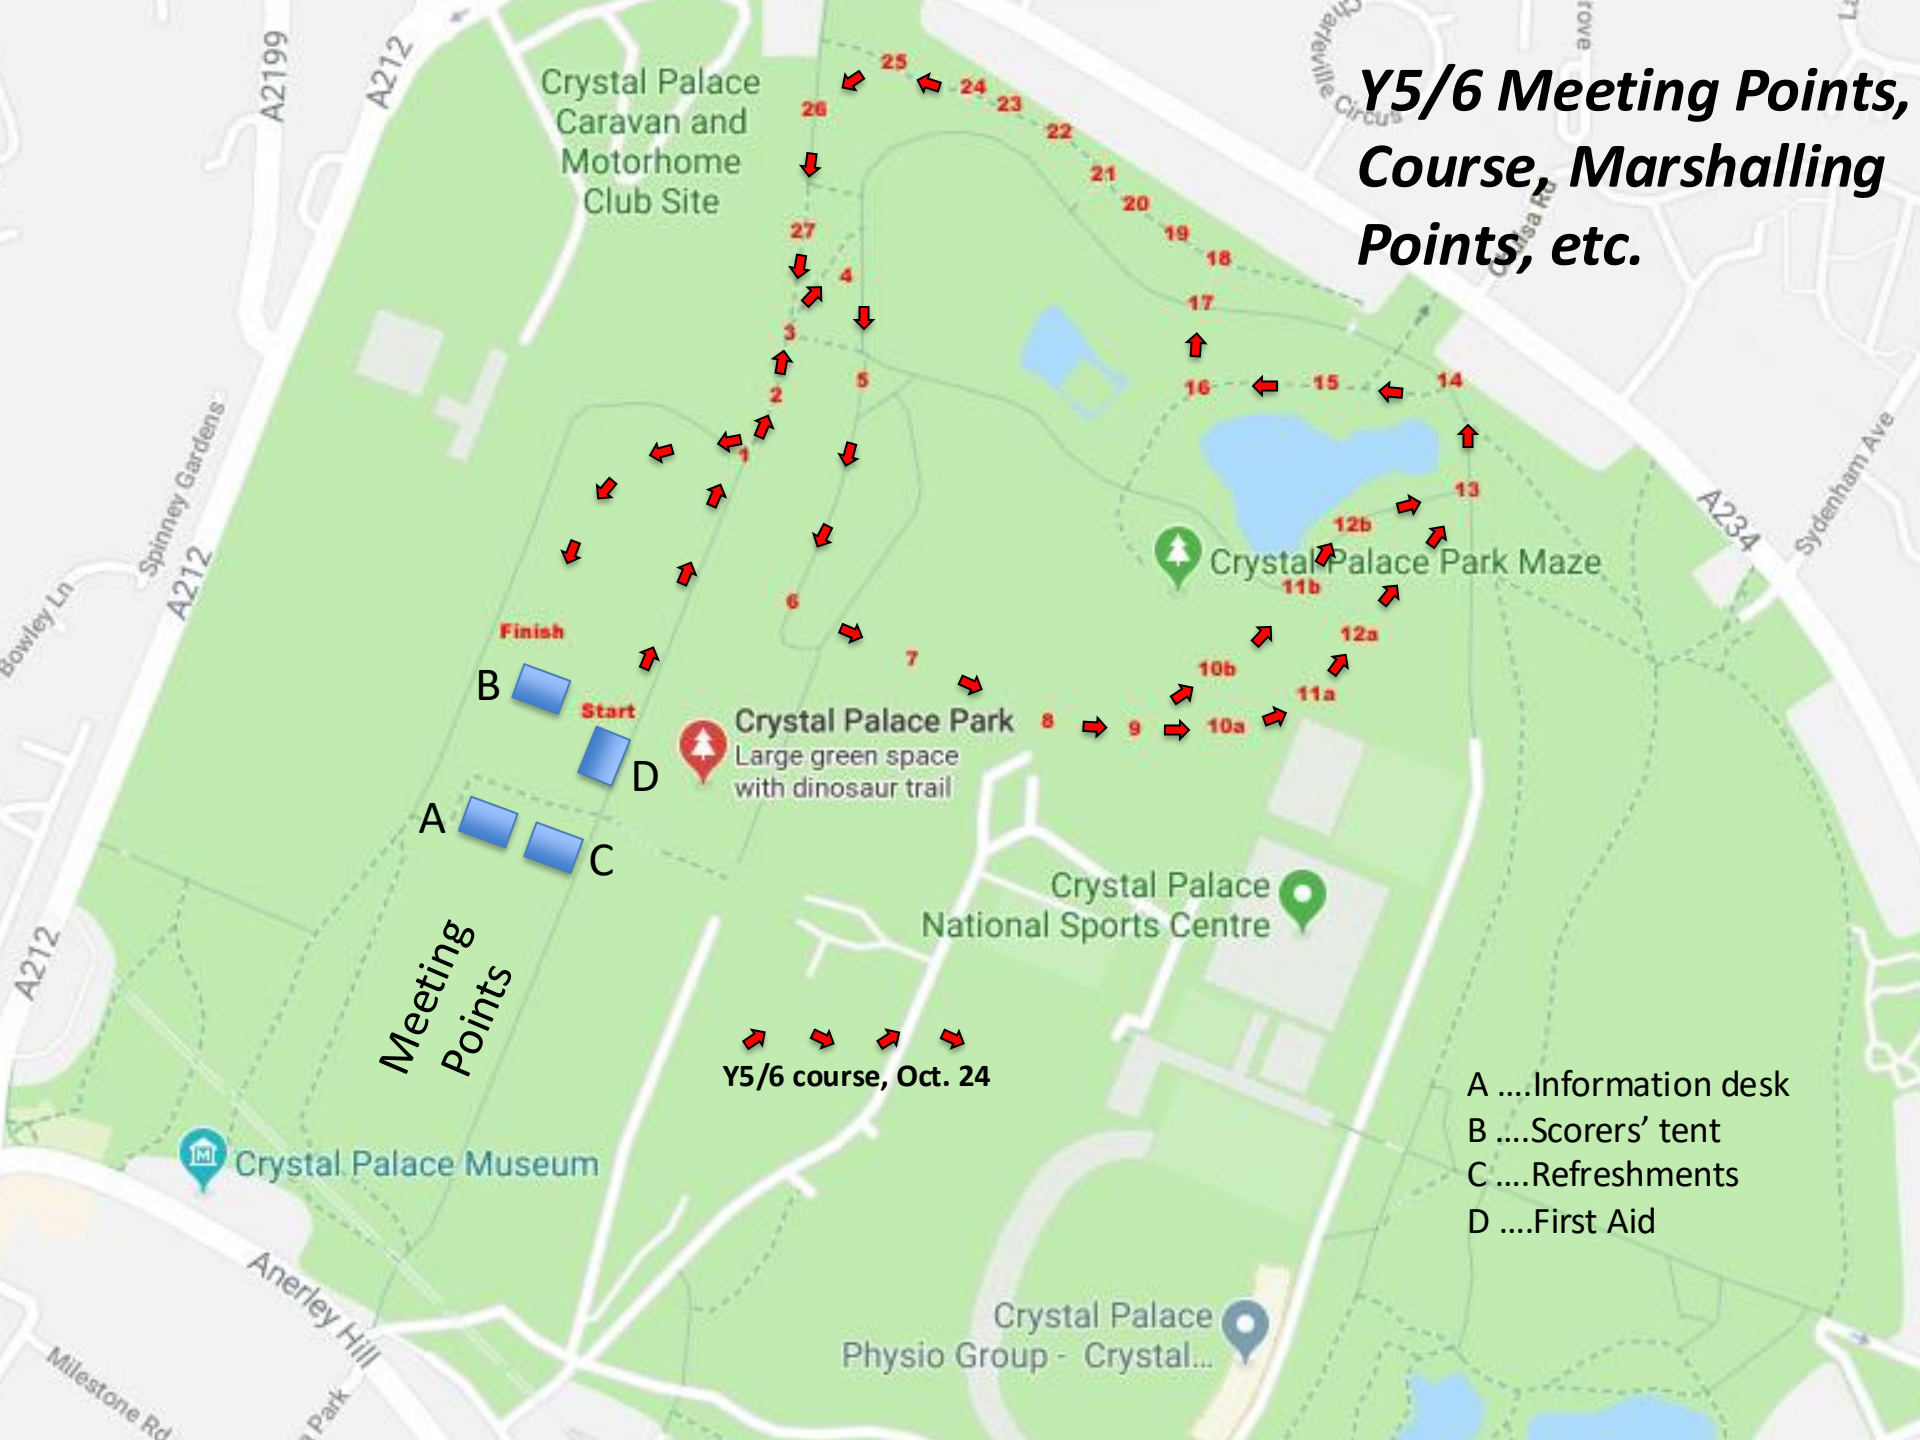 Y5/6 Meeting Points,
Course, Marshalling
Points, etc.
A2199
A212
Crystal Palace
Caravan and
Motorhome
Club Site
Charleville Circus
25
24
23
22
21
20
19
18
26
27
4
3
5
2
1
17
16
15
14
13
12b
11b
12a
10b
11a
10a
9
8
7
6
Spinney Gardens
A212
Bowley Ln
A234
Sydenham Ave
Crystal Palace Park Maze
Finish
B
Start
D
A
C
Crystal Palace Park
Large green space
with dinosaur trail
Crystal Palace
National Sports Centre
A212
Meeting
Points
Y5/6 course, Oct. 24
A ....Information desk
B ....Scorers’ tent
C ....Refreshments
D ....First Aid
Crystal Palace Museum
Anerley Hill
Milestone Rd
Park
Crystal Palace
Physio Group - Crystal...